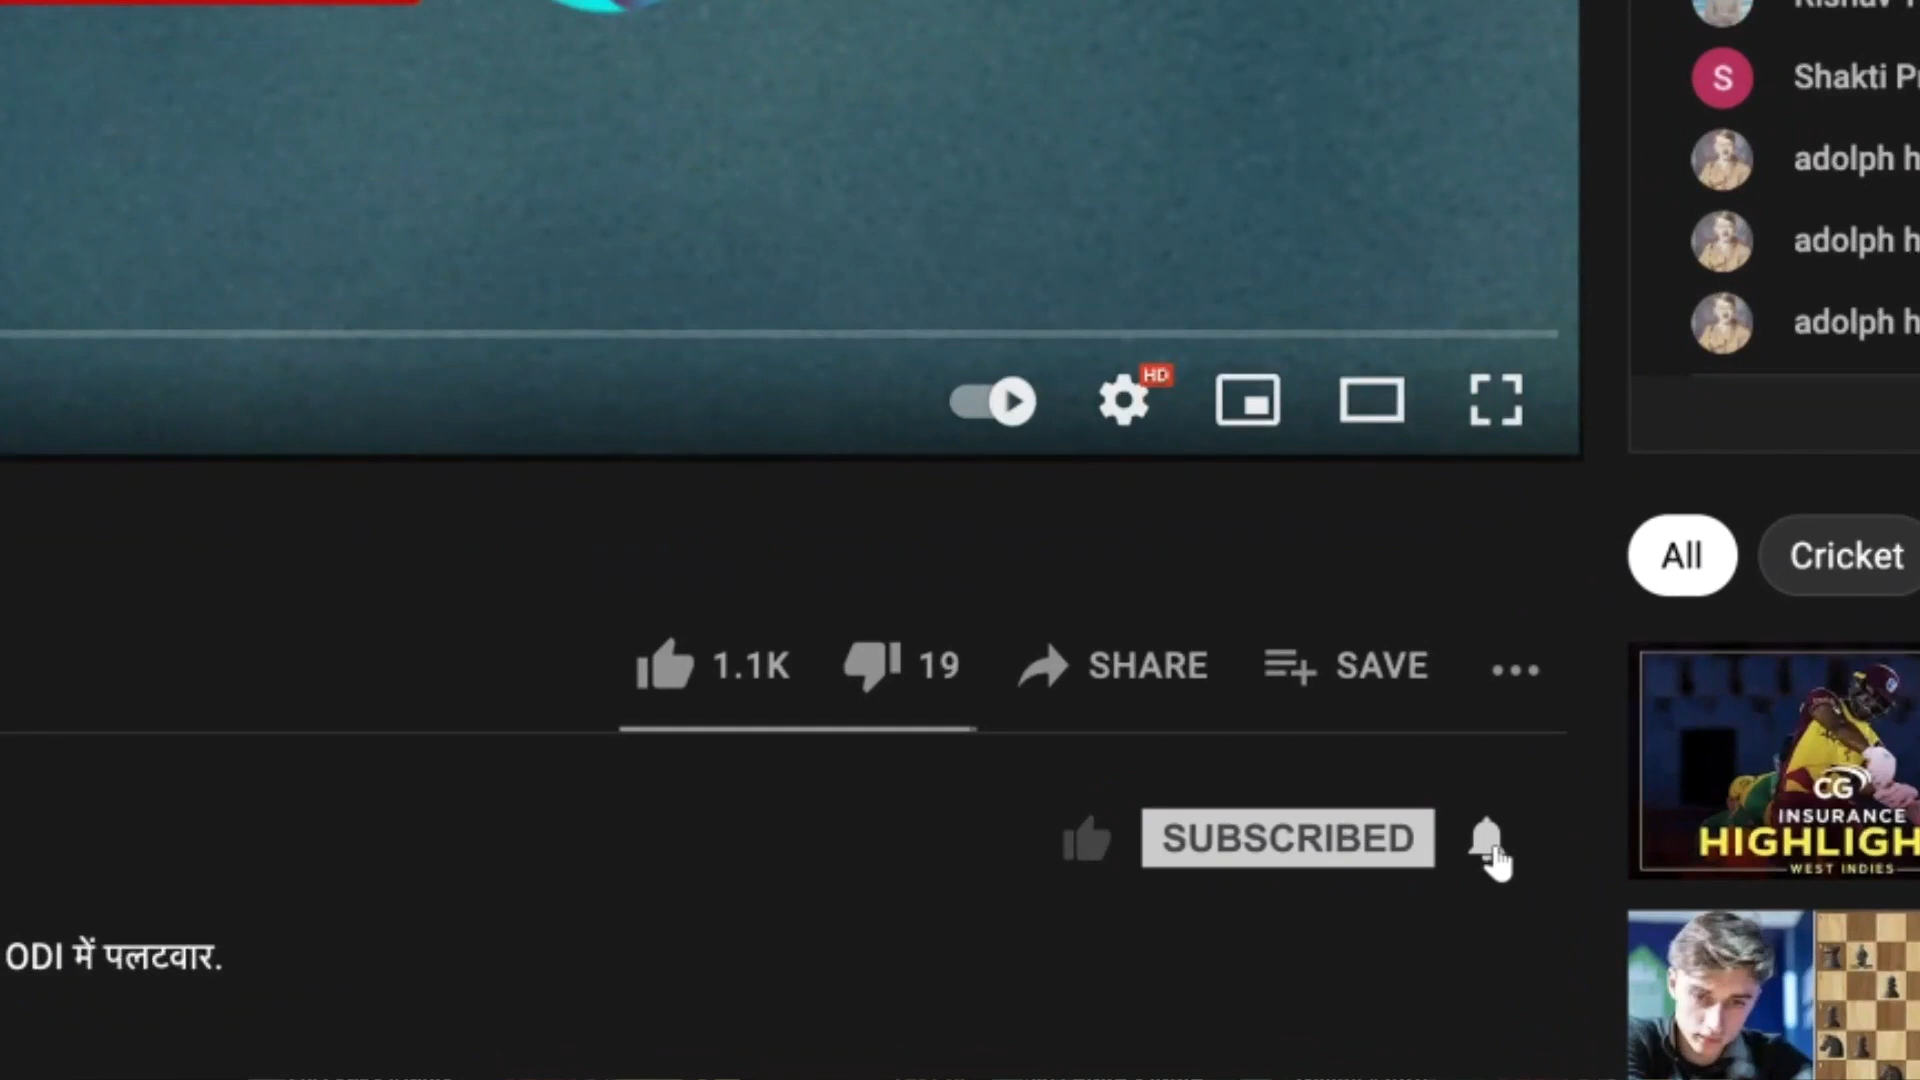 Shakti
adolph h
adolph h
adolph h
HD
All
Cricket
1.1K
19
SHARE
SAVE
SUBSCRIBED
CG
INSURANCE
HIGHLIGH
WEST INDIES
ODI में पलटवार.